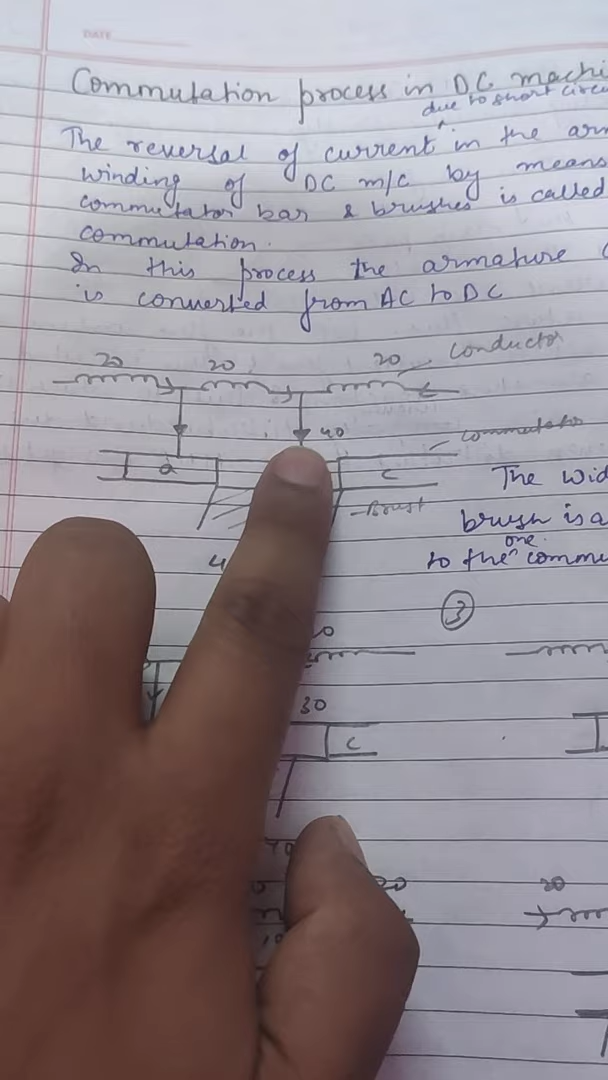 DATE
Commutation process in DC machi
due to short circu
The reversal of current in the arm
winding of DC m/c by means
commutator bar & brushes is called
commutation.
In this process the armature c
is converted from AC to DC
20 20 20 conductor
40
commutator
a c
The wid
brush is a
one
to the commu
4
3
30
c
20 20